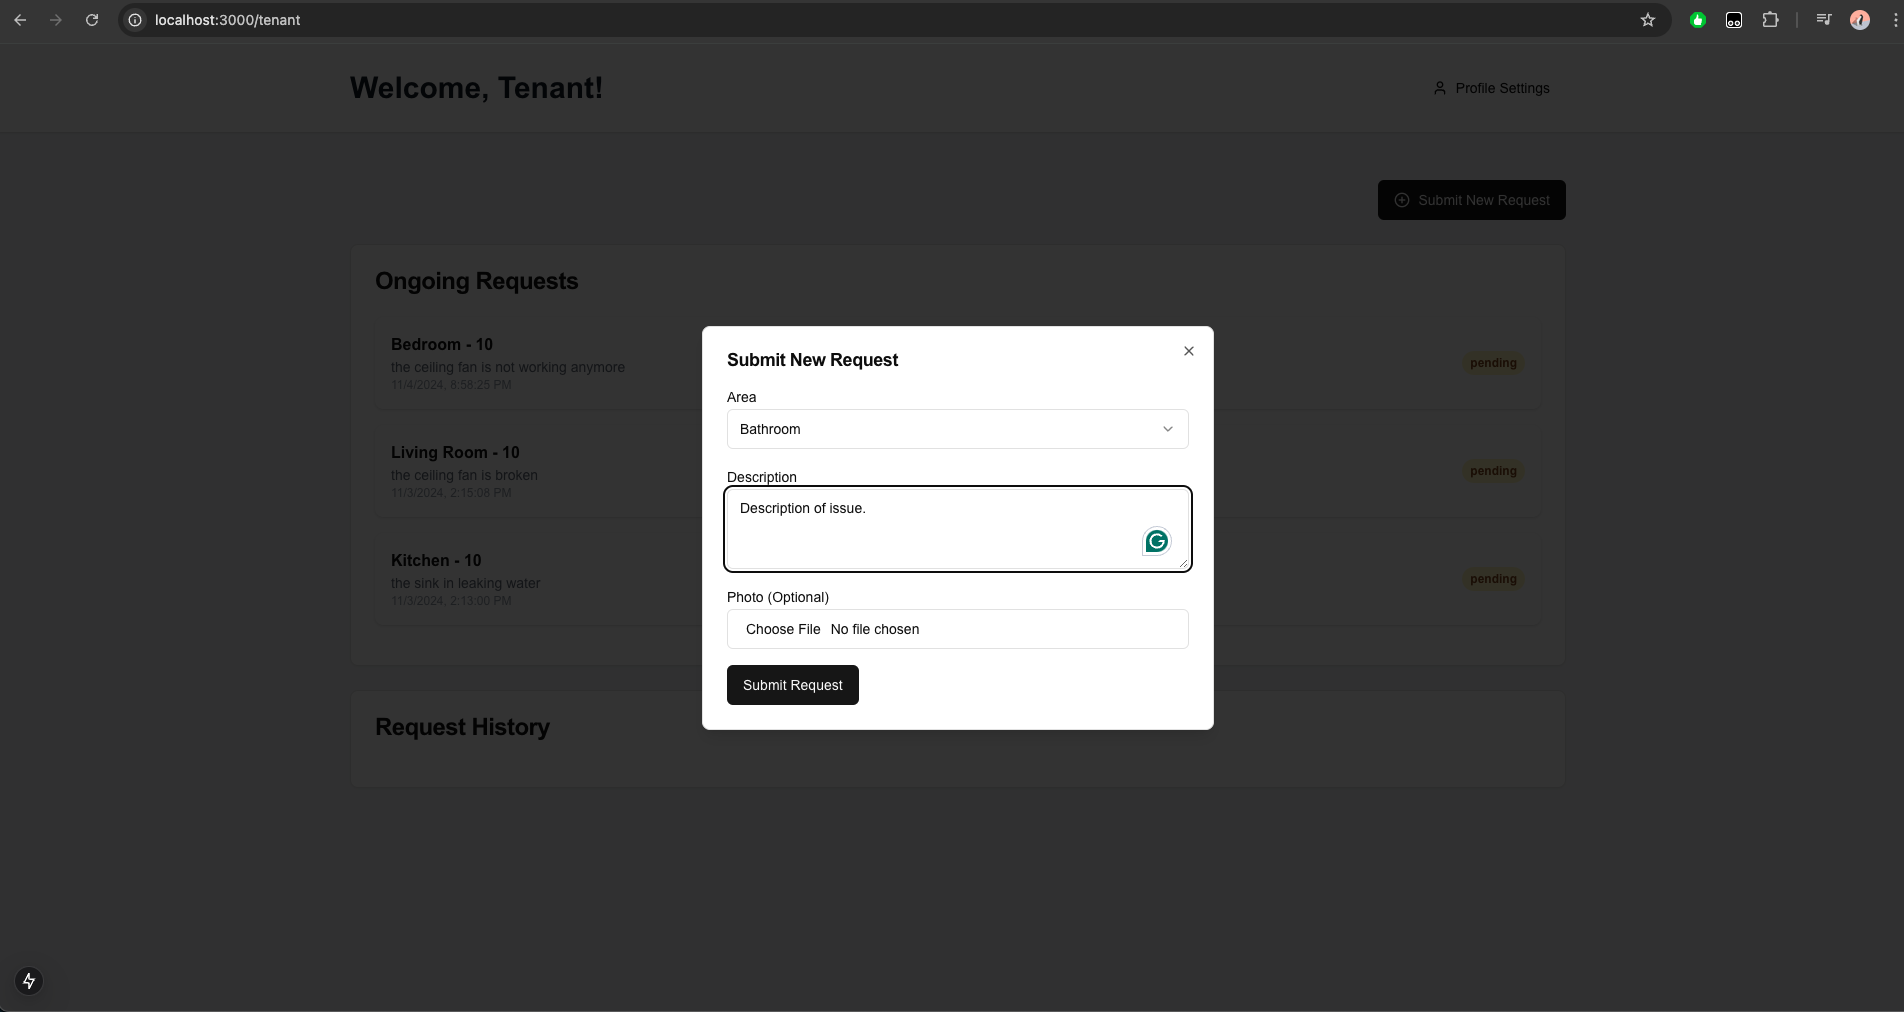 localhost:3000/tenant
Welcome, Tenant!
Profile Settings
Submit New Request
Ongoing Requests
Bedroom - 10
the ceiling fan is not working anymore
11/4/2024, 8:58:25 PM
pending
Living Room - 10
the ceiling fan is broken
11/3/2024, 2:15:08 PM
pending
Kitchen - 10
the sink in leaking water
11/3/2024, 2:13:00 PM
pending
Request History
Submit New Request
Area
Bathroom
Description
Description of issue.
Photo (Optional)
Choose File No file chosen
Submit Request